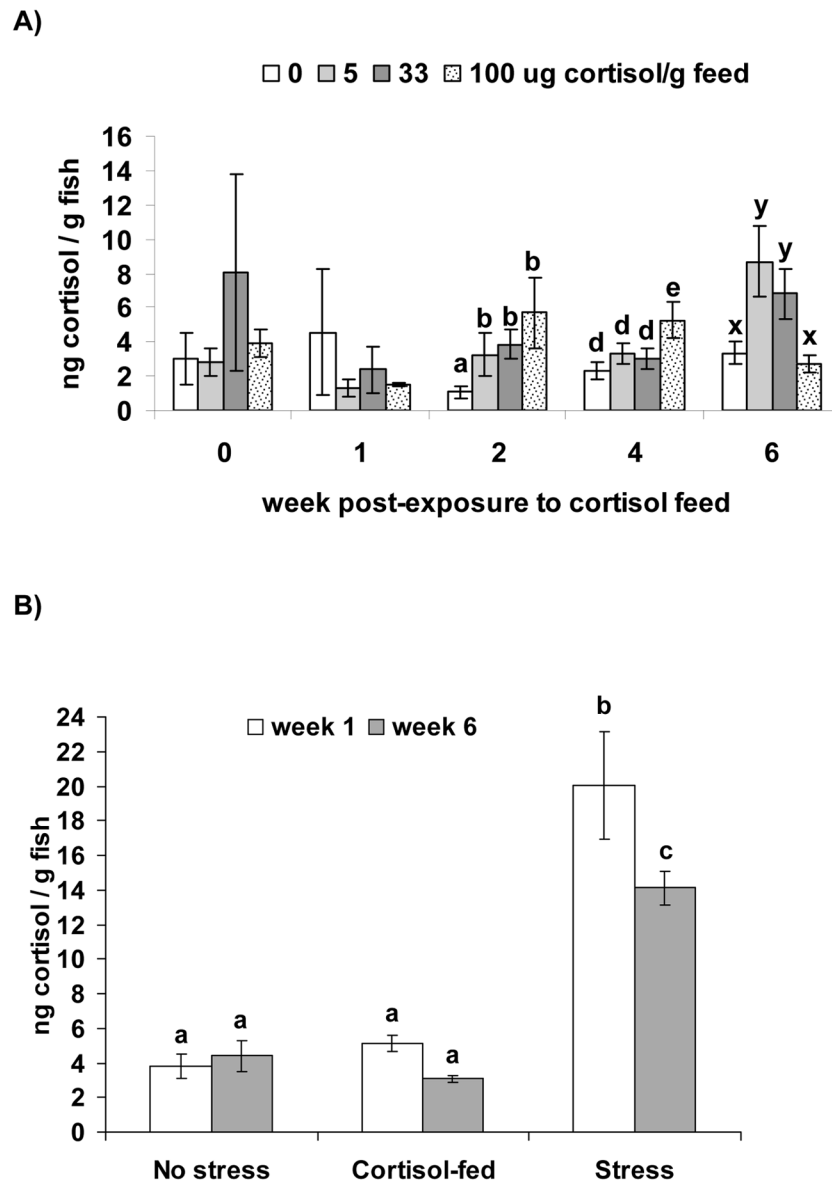 A)
0 5 33 100 ug cortisol/g feed
ng cortisol / g fish
16
14
12
10
8
6
4
2
0
a
b
b
b
d
d
d
e
x
y
y
x
0 1 2 4 6
week post-exposure to cortisol feed
B)
week 1 week 6
ng cortisol / g fish
24
22
20
18
16
14
12
10
8
6
4
2
0
a
a
a
a
b
c
No stress Cortisol-fed Stress